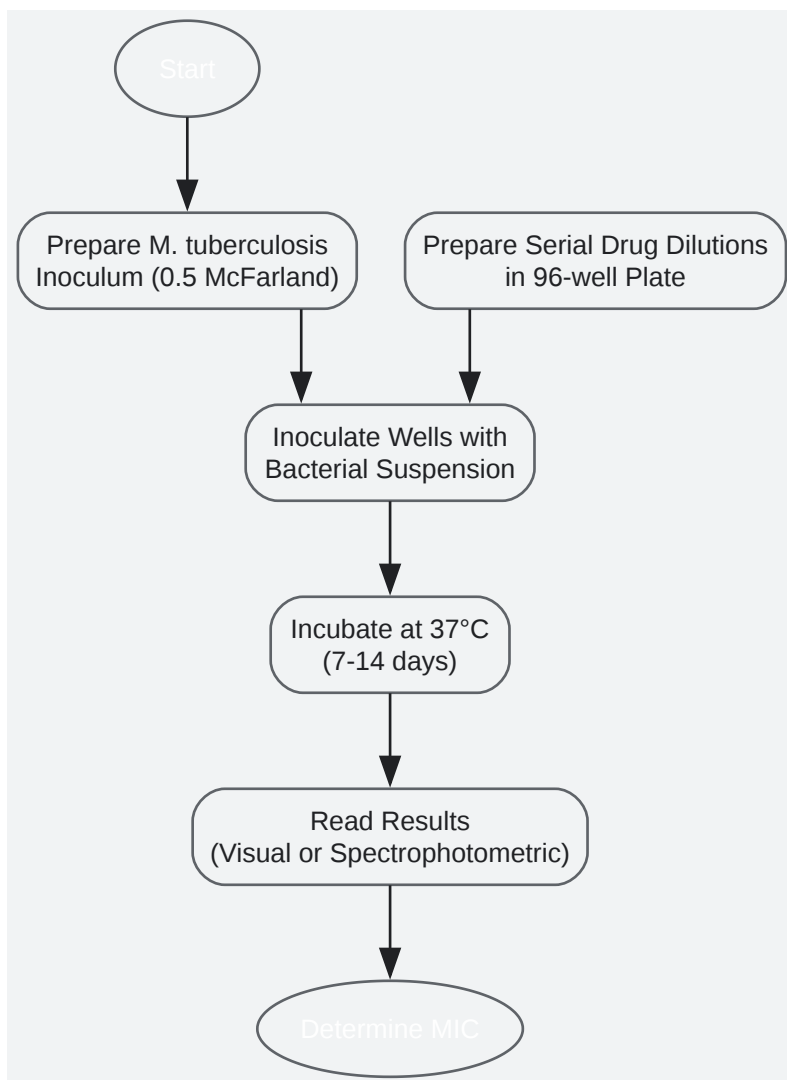 Start
Prepare M. tuberculosis
Inoculum (0.5 McFarland)
Prepare Serial Drug Dilutions
in 96-well Plate
Inoculate Wells with
Bacterial Suspension
Incubate at 37°C
(7-14 days)
Read Results
(Visual or Spectrophotometric)
Determine MIC